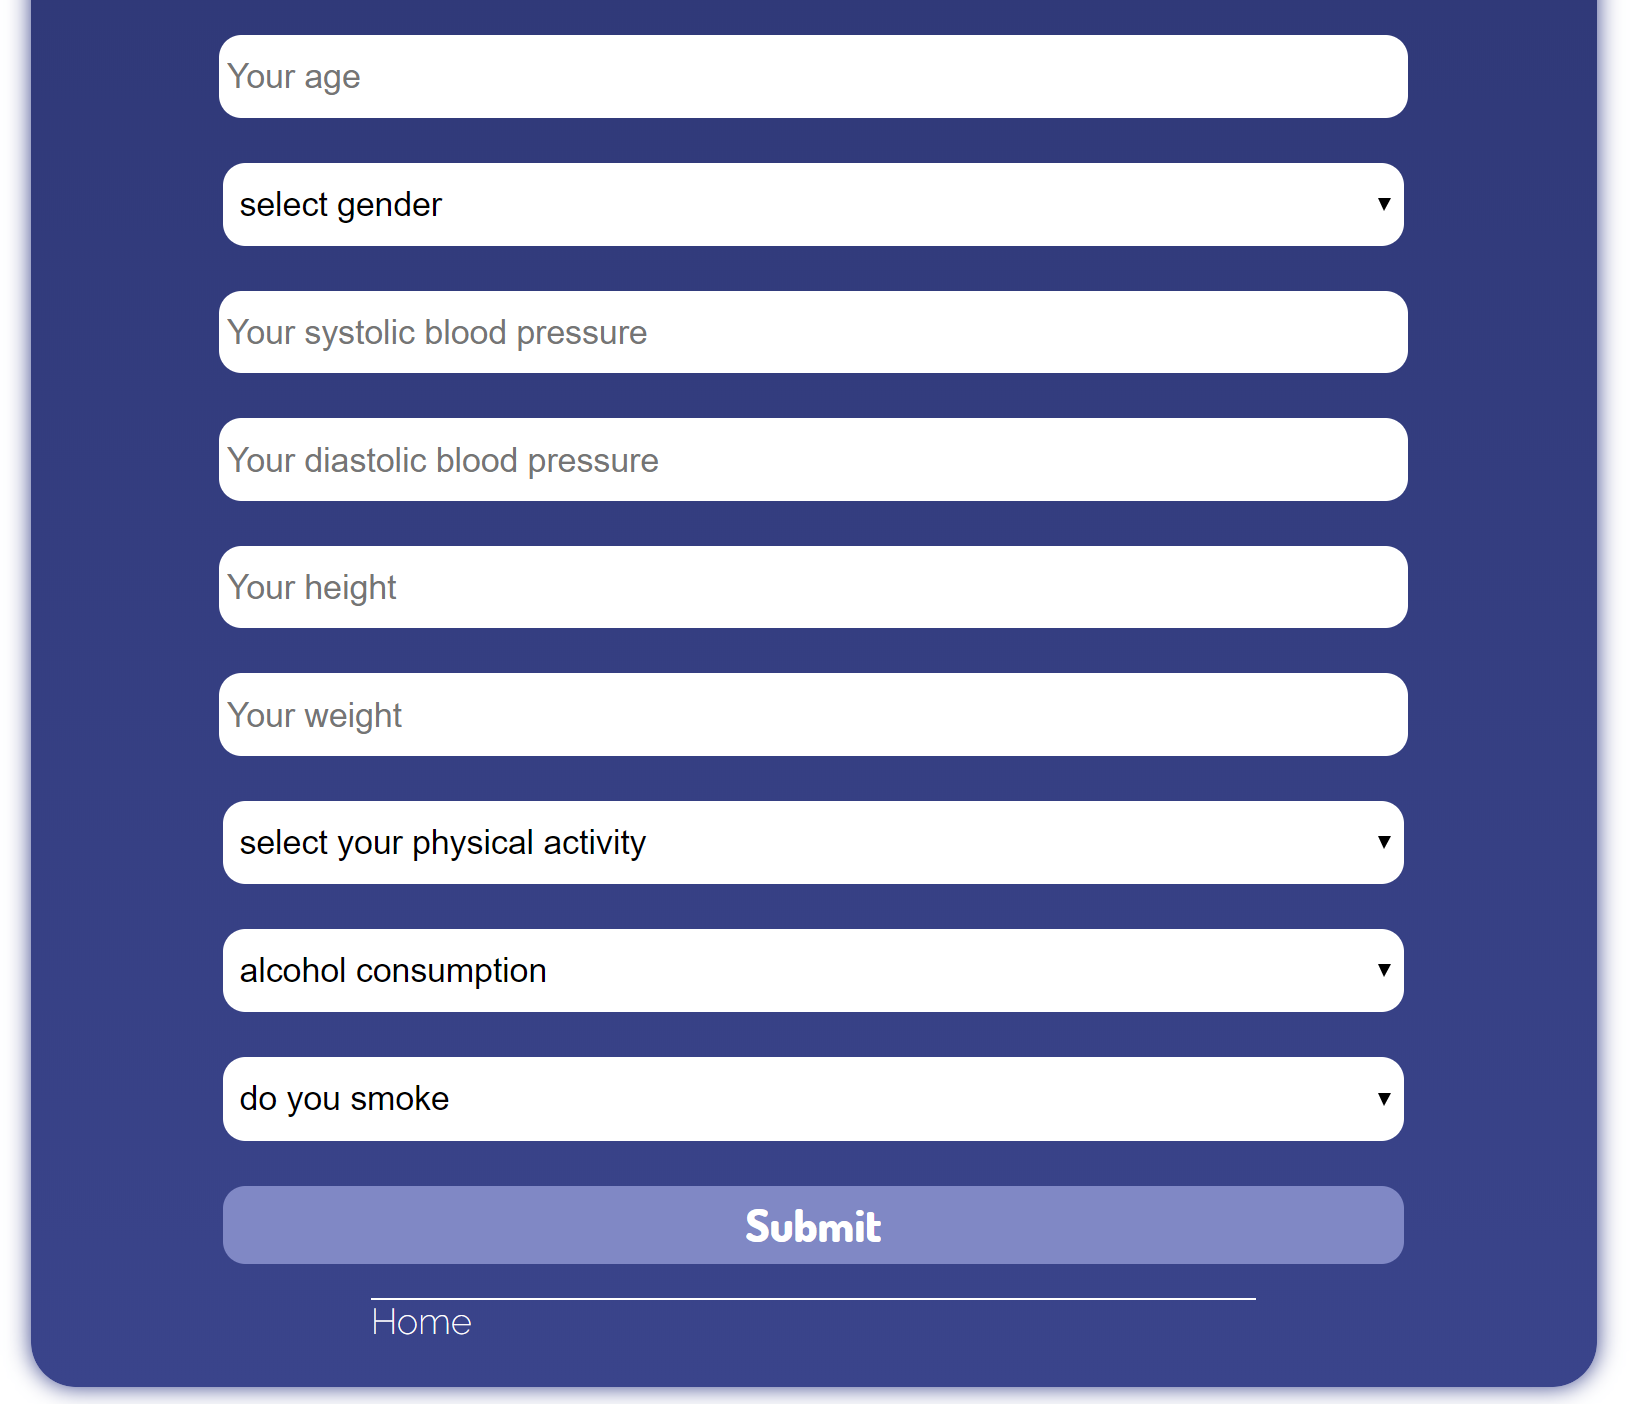 Your age
select gender
Your systolic blood pressure
Your diastolic blood pressure
Your height
Your weight
select your physical activity
alcohol consumption
do you smoke
Submit
Home